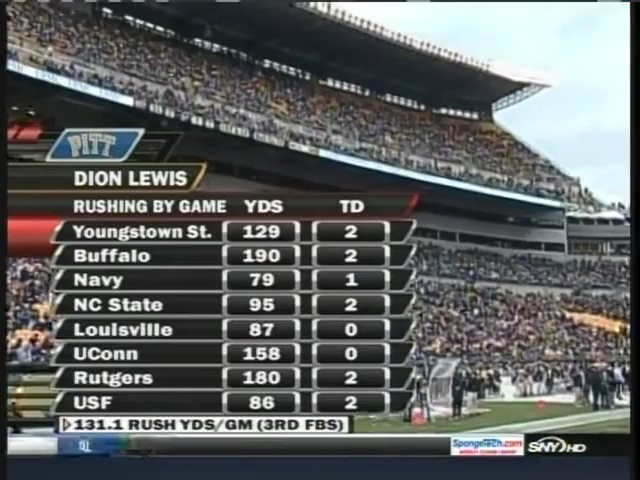 PITT
DION LEWIS
RUSHING BY GAME YDS TD
Youngstown St. 129 2
Buffalo 190 2
Navy 79 1
NC State 95 2
Louisville 87 0
UConn 158 0
Rutgers 180 2
USF 86 2
131.1 RUSH YDS/GM (3RD FBS)
SpongeTech.com
SNY HD